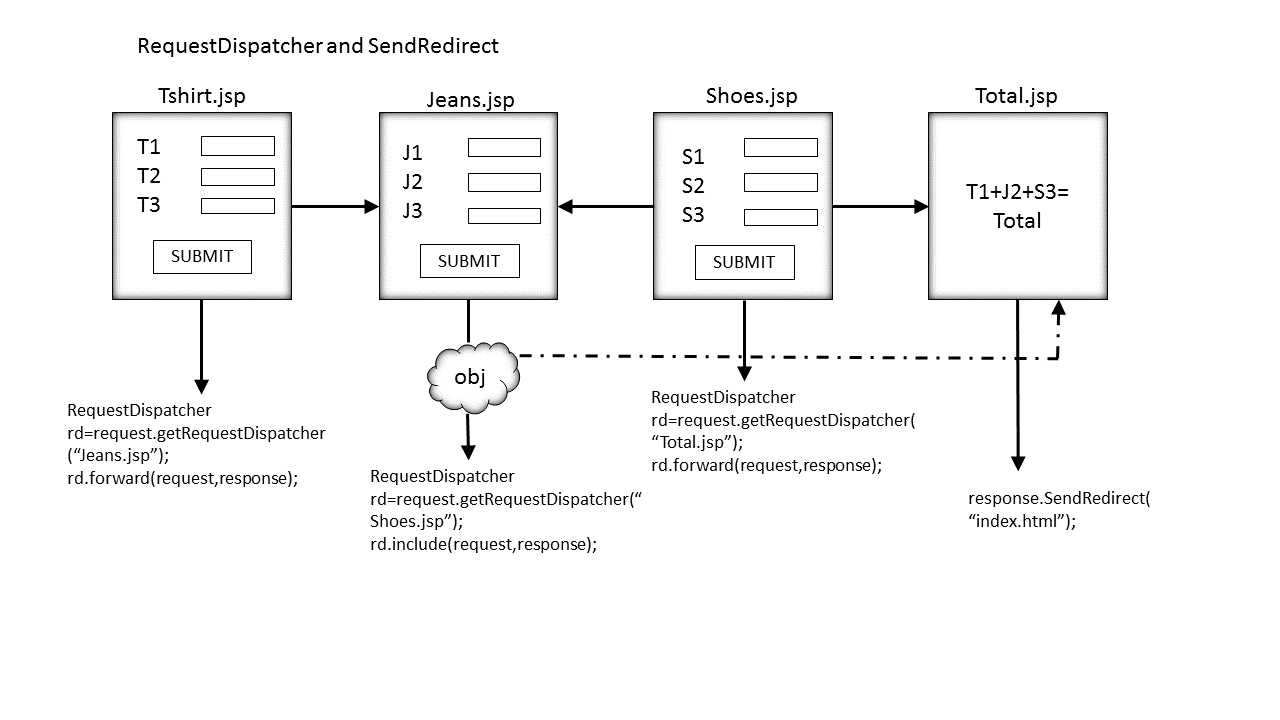 RequestDispatcher and SendRedirect
Tshirt.jsp
T1
T2
T3
SUBMIT
RequestDispatcher
rd=request.getRequestDispatcher
(“Jeans.jsp”);
rd.forward(request,response);
Jeans.jsp
J1
J2
J3
SUBMIT
obj
RequestDispatcher
rd=request.getRequestDispatcher(“
Shoes.jsp”);
rd.include(request,response);
Shoes.jsp
S1
S2
S3
SUBMIT
RequestDispatcher
rd=request.getRequestDispatcher(
“Total.jsp”);
rd.forward(request,response);
Total.jsp
T1+J2+S3=
Total
response.SendRedirect(
“index.html”);